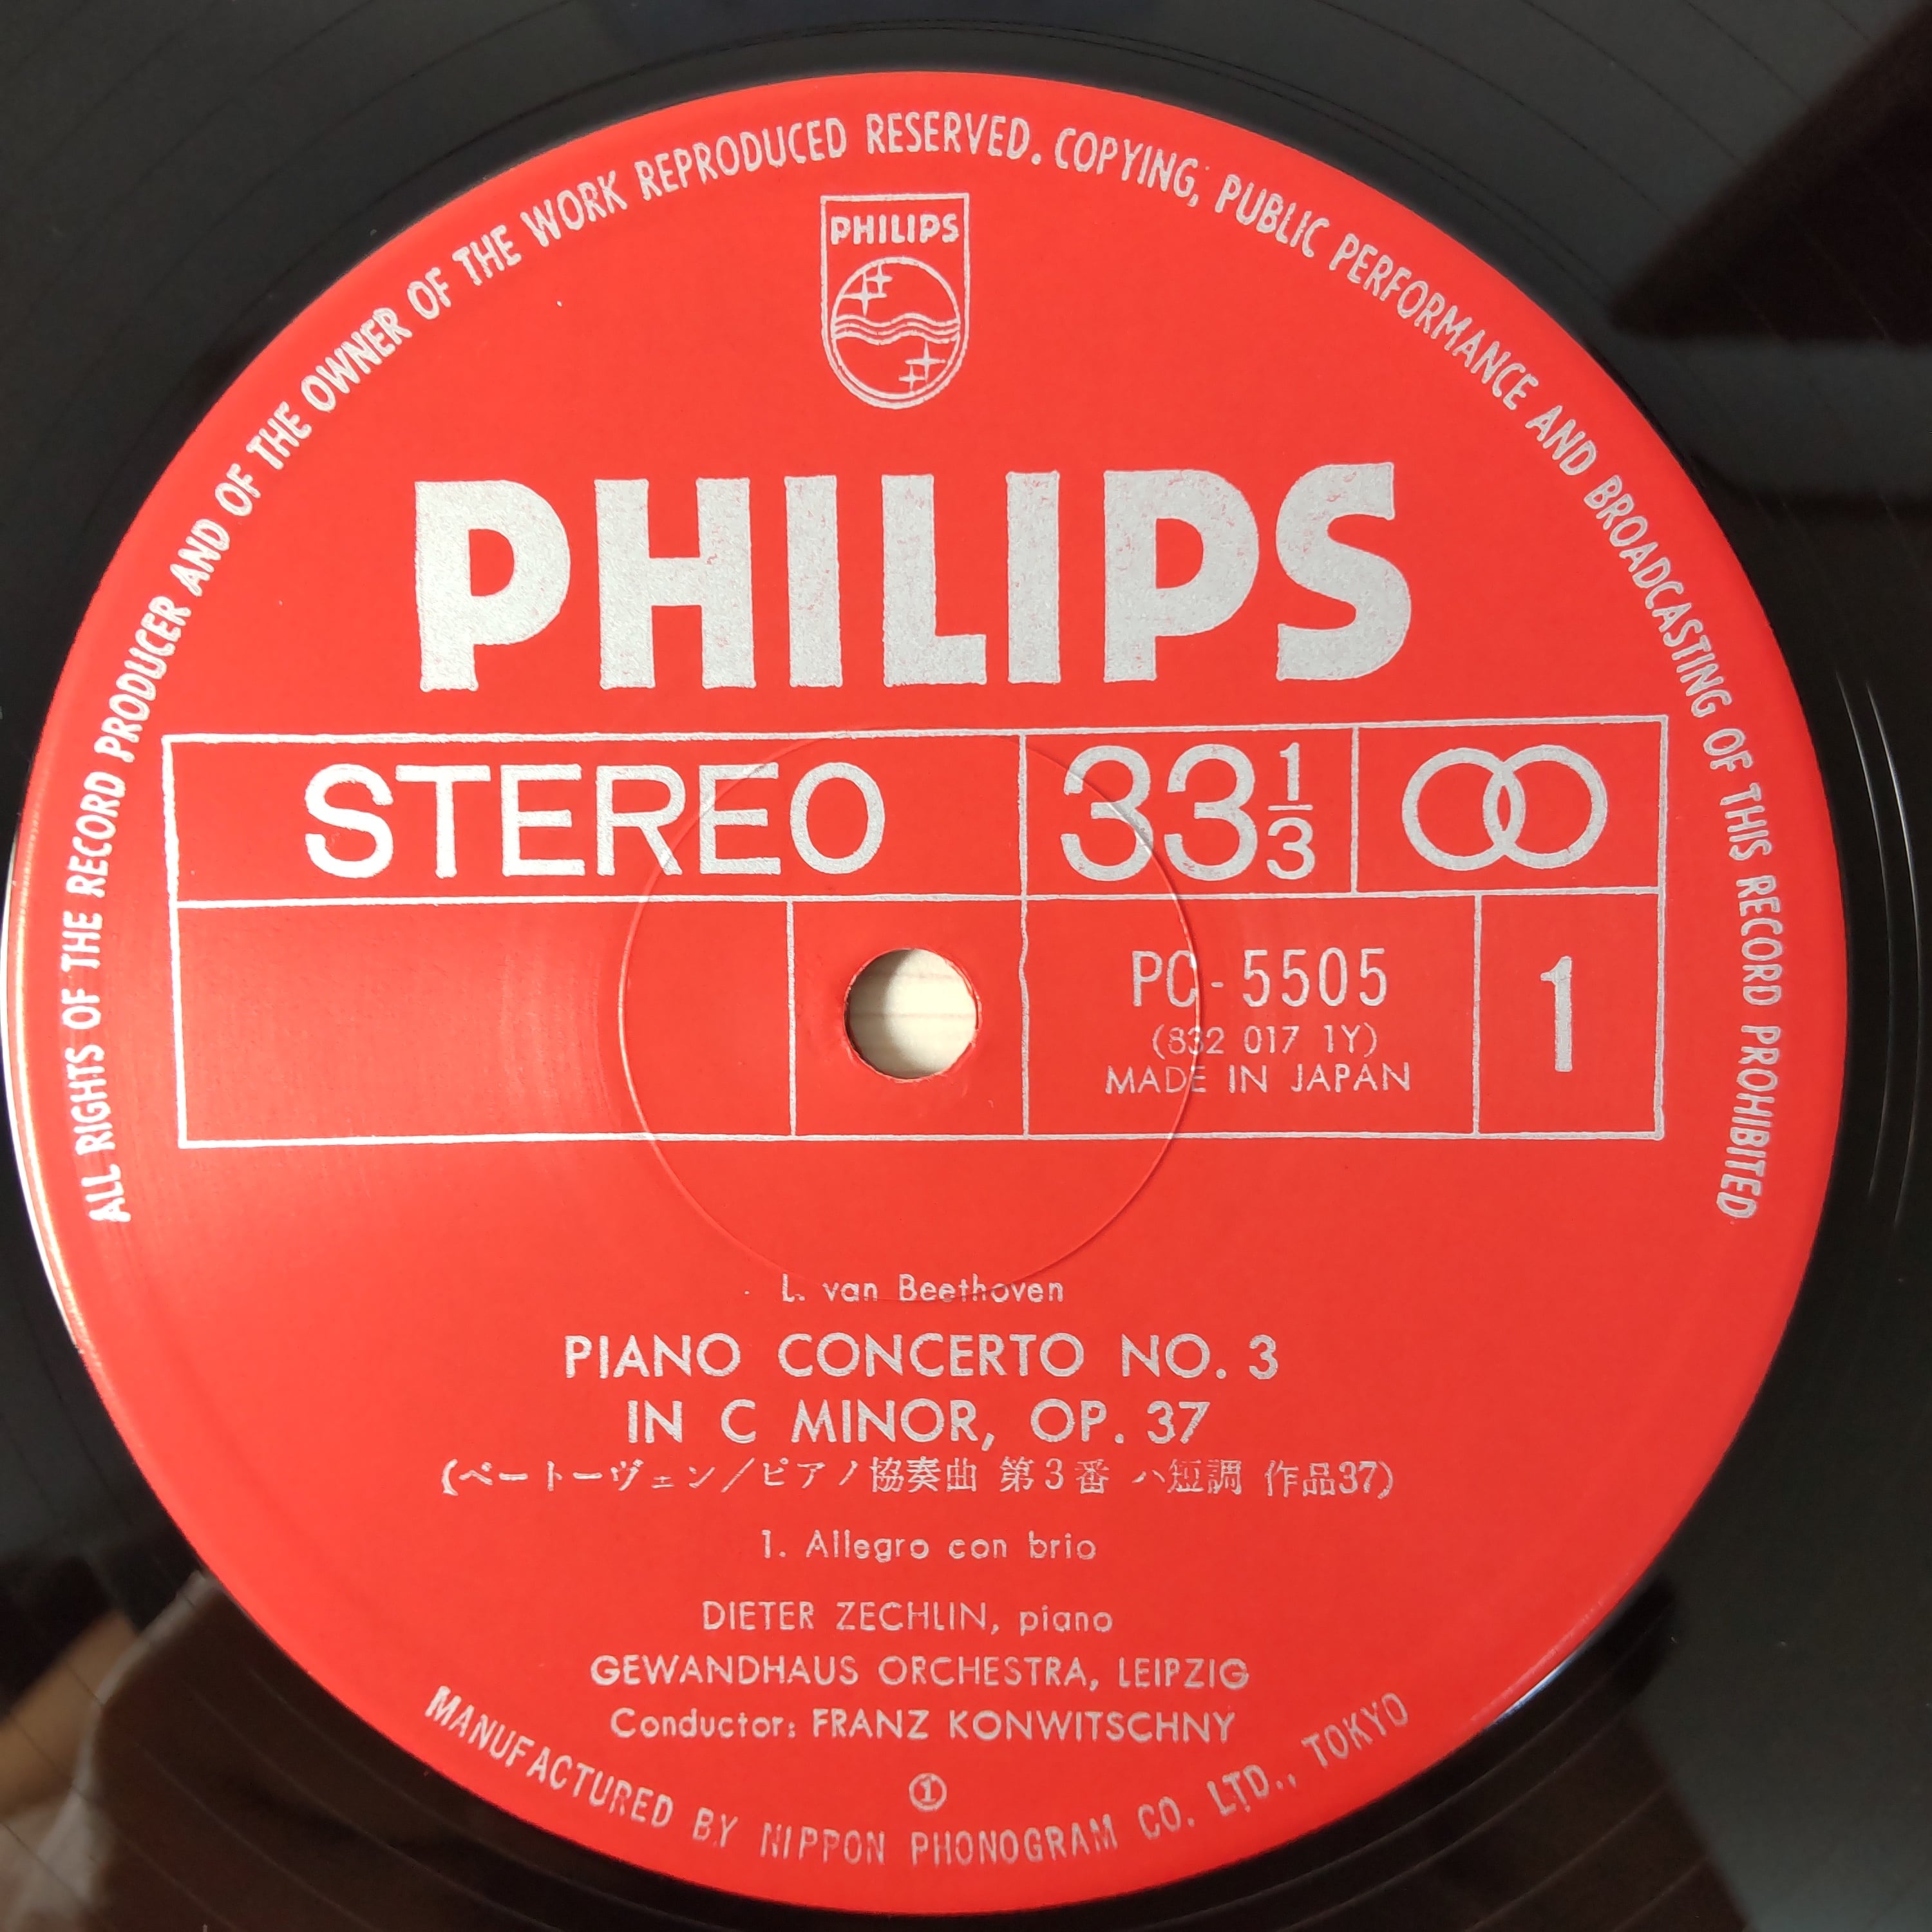 ALL RIGHTS OF THE RECORD PRODUCER AND OF THE OWNER OF THE WORK REPRODUCED RESERVED. COPYING, PUBLIC PERFORMANCE AND BROADCASTING OF THIS RECORD PROHIBITED
PHILIPS
PHILIPS
STEREO
33 1/3
PC-5505
(832 017 1Y)
MADE IN JAPAN
1
L. van Beethoven
PIANO CONCERTO NO. 3
IN C MINOR, OP. 37
(ベートーヴェン/ピアノ協奏曲 第3番 ハ短調 作品37)
1. Allegro con brio
DIETER ZECHLIN, piano
GEWANDHAUS ORCHESTRA, LEIPZIG
Conductor: FRANZ KONWITSCHNY
①
MANUFACTURED BY NIPPON PHONOGRAM CO. LTD., TOKYO